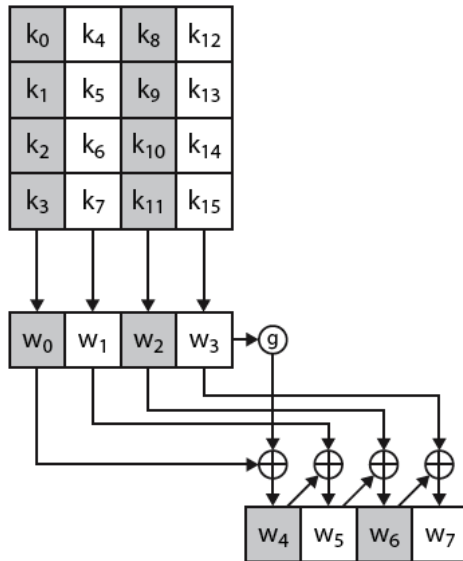 k₀ k₄ k₈ k₁₂
k₁ k₅ k₉ k₁₃
k₂ k₆ k₁₀ k₁₄
k₃ k₇ k₁₁ k₁₅
w₀ w₁ w₂ w₃ g
w₄ w₅ w₆ w₇